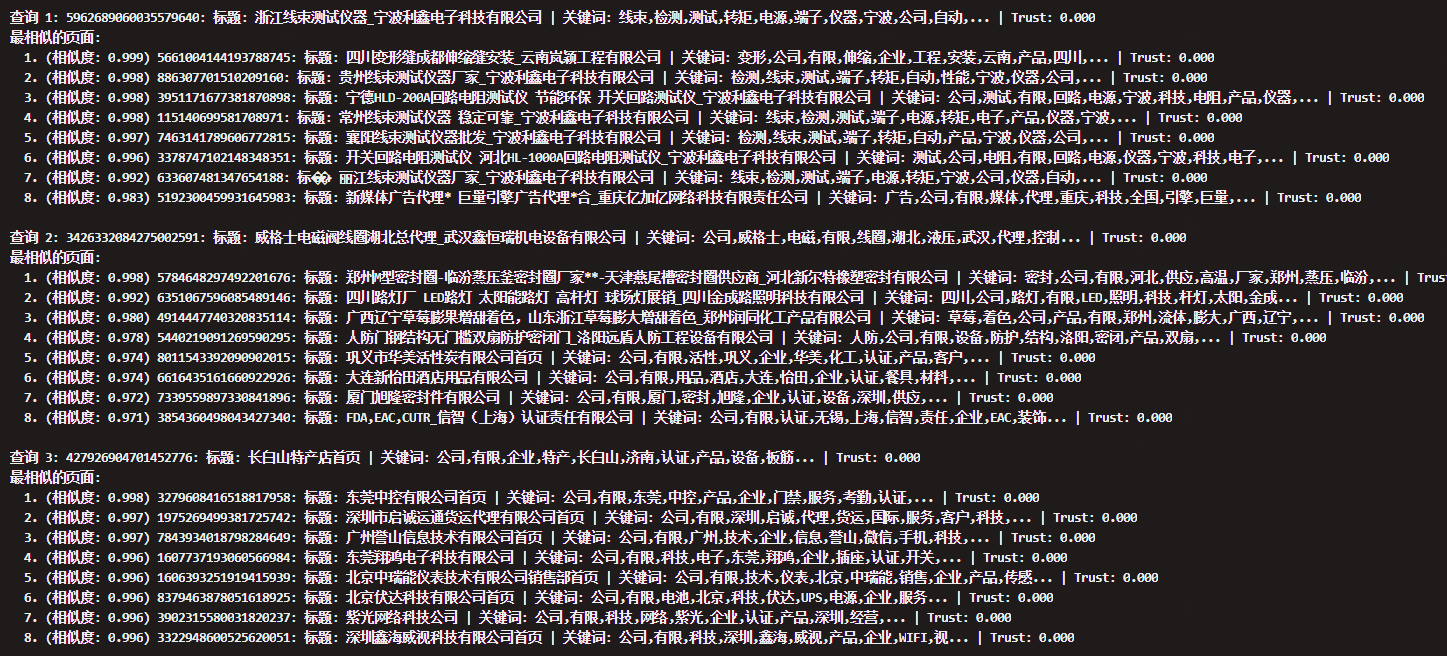 查询 1: 5962689060035579640: 标题: 浙江线束测试仪器_宁波利鑫电子科技有限公司 | 关键词: 线束,检测,测试,转矩,电源,端子,仪器,宁波,公司,自动,... | Trust: 0.000
最相似的页面:
1. (相似度: 0.999) 5661004144193788745: 标题: 四川变形缝成都伸缩缝安装_云南岚颍工程有限公司 | 关键词: 变形,公司,有限,伸缩,企业,工程,安装,云南,产品,四川,... | Trust: 0.000
2. (相似度: 0.998) 886307701510209160: 标题: 贵州线束测试仪器厂家_宁波利鑫电子科技有限公司 | 关键词: 检测,线束,测试,端子,转矩,自动,性能,宁波,仪器,公司,... | Trust: 0.000
3. (相似度: 0.998) 3951171677381870898: 标题: 宁德HLD-200A回路电阻测试仪 节能环保 开关回路测试仪_宁波利鑫电子科技有限公司 | 关键词: 公司,测试,有限,回路,电源,宁波,科技,电阻,产品,仪器,... | Trust: 0.000
4. (相似度: 0.998) 115140699581708971: 标题: 常州线束测试仪器 稳定可靠_宁波利鑫电子科技有限公司 | 关键词: 线束,检测,测试,端子,电源,转矩,电子,产品,仪器,宁波,... | Trust: 0.000
5. (相似度: 0.997) 7463141789606772815: 标题: 襄阳线束测试仪器批发_宁波利鑫电子科技有限公司 | 关键词: 检测,线束,测试,端子,转矩,自动,产品,宁波,仪器,公司,... | Trust: 0.000
6. (相似度: 0.996) 3378747102148348351: 标题: 开关回路电阻测试仪 河北HL-1000A回路电阻测试仪_宁波利鑫电子科技有限公司 | 关键词: 测试,公司,电阻,有限,回路,电源,仪器,宁波,科技,电子,... | Trust: 0.000
7. (相似度: 0.996) 633607481347654188: 标�� 丽江线束测试仪器厂家_宁波利鑫电子科技有限公司 | 关键词: 线束,检测,测试,端子,电源,转矩,宁波,公司,仪器,自动,... | Trust: 0.000
8. (相似度: 0.983) 5192300459931645983: 标题: 新媒体广告代理* 巨量引擎广告代理*合_重庆亿加亿网络科技有限责任公司 | 关键词: 广告,公司,有限,媒体,代理,重庆,科技,全国,引擎,巨量,... | Trust: 0.000
查询 2: 3426332084275002591: 标题: 威格士电磁阀线圈湖北总代理_武汉鑫恒瑞机电设备有限公司 | 关键词: 公司,威格士,电磁,有限,线圈,湖北,液压,武汉,代理,控制... | Trust: 0.000
最相似的页面:
1. (相似度: 0.998) 5784648297492201676: 标题: 郑州M型密封圈-临汾蒸压釜密封圈厂家**-天津燕尾槽密封圈供应商_河北新尔特橡塑密封有限公司 | 关键词: 密封,公司,有限,河北,供应,高温,厂家,郑州,蒸压,临汾,... | Trus
2. (相似度: 0.992) 6351067596085489146: 标题: 四川路灯厂 LED路灯 太阳能路灯 高杆灯 球场灯展销_四川金成路照明科技有限公司 | 关键词: 四川,公司,路灯,有限,LED,照明,科技,杆灯,太阳,金成... | Trust: 0.000
3. (相似度: 0.980) 4914447740320835114: 标题: 广西辽宁草莓膨果增甜着色，山东浙江草莓膨大增甜着色_郑州润同化工产品有限公司 | 关键词: 草莓,着色,公司,产品,有限,郑州,流体,膨大,广西,辽宁,... | Trust: 0.000
4. (相似度: 0.978) 5440219091269590295: 标题: 人防门钢结构无门槛双扇防护密闭门_洛阳远盾人防工程设备有限公司 | 关键词: 人防,公司,有限,设备,防护,结构,洛阳,密闭,产品,双扇,... | Trust: 0.000
5. (相似度: 0.974) 8011543392090902015: 标题: 巩义市华美活性炭有限公司首页 | 关键词: 公司,有限,活性,巩义,企业,华美,化工,认证,产品,客户,... | Trust: 0.000
6. (相似度: 0.974) 6616435161660922926: 标题: 大连新怡田酒店用品有限公司 | 关键词: 公司,有限,用品,酒店,大连,怡田,企业,认证,餐具,材料,... | Trust: 0.000
7. (相似度: 0.972) 7339559897330841896: 标题: 厦门旭隆密封件有限公司 | 关键词: 公司,有限,厦门,密封,旭隆,企业,认证,设备,深圳,供应,... | Trust: 0.000
8. (相似度: 0.971) 3854360498043427340: 标题: FDA,EAC,CUTR_信智（上海）认证责任有限公司 | 关键词: 公司,有限,认证,无锡,上海,信智,责任,企业,EAC,装饰... | Trust: 0.000
查询 3: 427926904701452776: 标题: 长白山特产店首页 | 关键词: 公司,有限,企业,特产,长白山,济南,认证,产品,设备,板筋... | Trust: 0.000
最相似的页面:
1. (相似度: 0.998) 3279608416518817958: 标题: 东莞中控有限公司首页 | 关键词: 公司,有限,东莞,中控,产品,企业,门禁,服务,考勤,认证,... | Trust: 0.000
2. (相似度: 0.997) 1975269499381725742: 标题: 深圳市启诚运通货运代理有限公司首页 | 关键词: 公司,有限,深圳,启诚,代理,货运,国际,服务,客户,科技,... | Trust: 0.000
3. (相似度: 0.997) 7843934018798284649: 标题: 广州誉山信息技术有限公司首页 | 关键词: 公司,有限,广州,技术,企业,信息,誉山,微信,手机,科技,... | Trust: 0.000
4. (相似度: 0.996) 1607737193060566984: 标题: 东莞翔鸿电子科技有限公司 | 关键词: 公司,有限,科技,电子,东莞,翔鸿,企业,插座,认证,开关,... | Trust: 0.000
5. (相似度: 0.996) 1606393251919415939: 标题: 北京中瑞能仪表技术有限公司销售部首页 | 关键词: 公司,有限,技术,仪表,北京,中瑞能,销售,企业,产品,传感... | Trust: 0.000
6. (相似度: 0.996) 8379463878051618925: 标题: 北京优达科技有限公司首页 | 关键词: 公司,有限,电池,北京,科技,优达,UPS,电源,企业,服务... | Trust: 0.000
7. (相似度: 0.996) 3902315580031820237: 标题: 紫光网络科技公司 | 关键词: 公司,有限,科技,网络,紫光,企业,认证,产品,深圳,经营,... | Trust: 0.000
8. (相似度: 0.996) 3322948600525620051: 标题: 深圳鑫海威视科技有限公司首页 | 关键词: 公司,有限,科技,深圳,鑫海,威视,产品,企业,WIFI,视... | Trust: 0.000